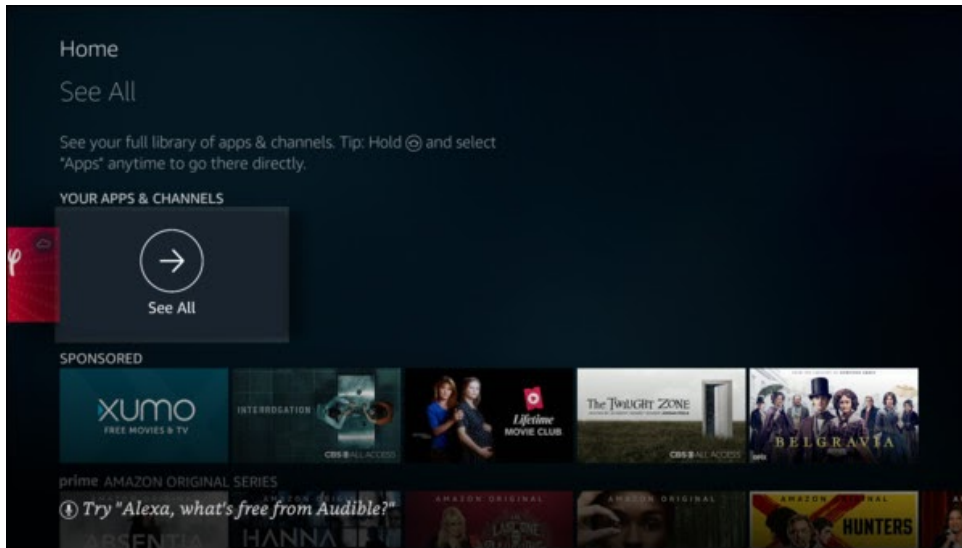 Home
See All
See your full library of apps & channels. Tip: Hold and select
"Apps" anytime to go there directly.
YOUR APPS & CHANNELS
See All
SPONSORED
XUMO
FREE MOVIES & TV
INTERROGATION
CBS ALL ACCESS
Lifetime
MOVIE CLUB
The TWILIGHT ZONE
CBS ALL ACCESS
BELGRAVIA
epix
prime AMAZON ORIGINAL SERIES
Try "Alexa, what's free from Audible?"
ABSENTIA
HANNA
AMAZON ORIGINAL
AMAZON ORIGINAL
AMAZON ORIGINAL
HUNTERS